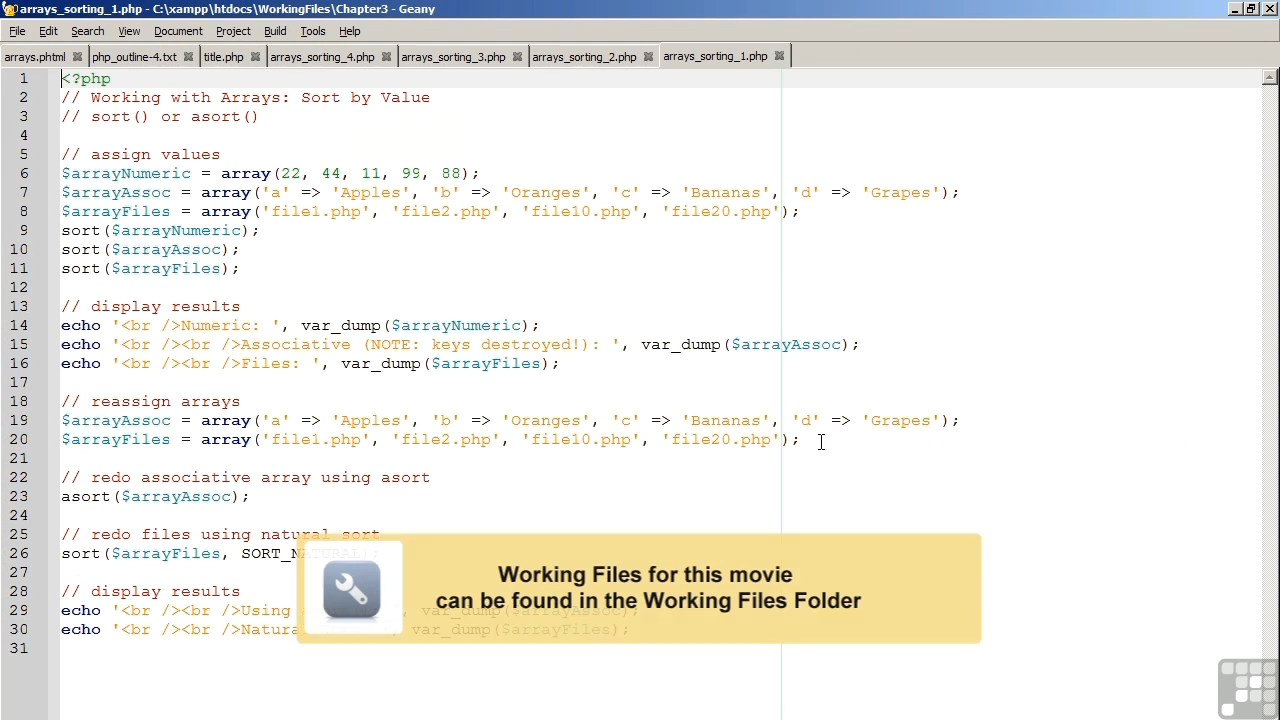 arrays_sorting_1.php - C:\xampp\htdocs\WorkingFiles\Chapter3 - Geany
File Edit Search View Document Project Build Tools Help
arrays.phtml php_outline-4.txt title.php arrays_sorting_4.php arrays_sorting_3.php arrays_sorting_2.php arrays_sorting_1.php
1 <?php
2 // Working with Arrays: Sort by Value
3 // sort() or asort()
4
5 // assign values
6 $arrayNumeric = array(22, 44, 11, 99, 88);
7 $arrayAssoc = array('a' => 'Apples', 'b' => 'Oranges', 'c' => 'Bananas', 'd' => 'Grapes');
8 $arrayFiles = array('file1.php', 'file2.php', 'file10.php', 'file20.php');
9 sort($arrayNumeric);
10 sort($arrayAssoc);
11 sort($arrayFiles);
12
13 // display results
14 echo '<br />Numeric: ', var_dump($arrayNumeric);
15 echo '<br /><br />Associative (NOTE: keys destroyed!): ', var_dump($arrayAssoc);
16 echo '<br /><br />Files: ', var_dump($arrayFiles);
17
18 // reassign arrays
19 $arrayAssoc = array('a' => 'Apples', 'b' => 'Oranges', 'c' => 'Bananas', 'd' => 'Grapes');
20 $arrayFiles = array('file1.php', 'file2.php', 'file10.php', 'file20.php');
21
22 // redo associative array using asort
23 asort($arrayAssoc);
24
25 // redo files using natural sort
26 sort($arrayFiles, SORT_NATURAL);
27
28 // display results
29 echo '<br /><br />Using ', var_dump($arrayAssoc);
30 echo '<br /><br />Natural ', var_dump($arrayFiles);
31
Working Files for this movie
can be found in the Working Files Folder